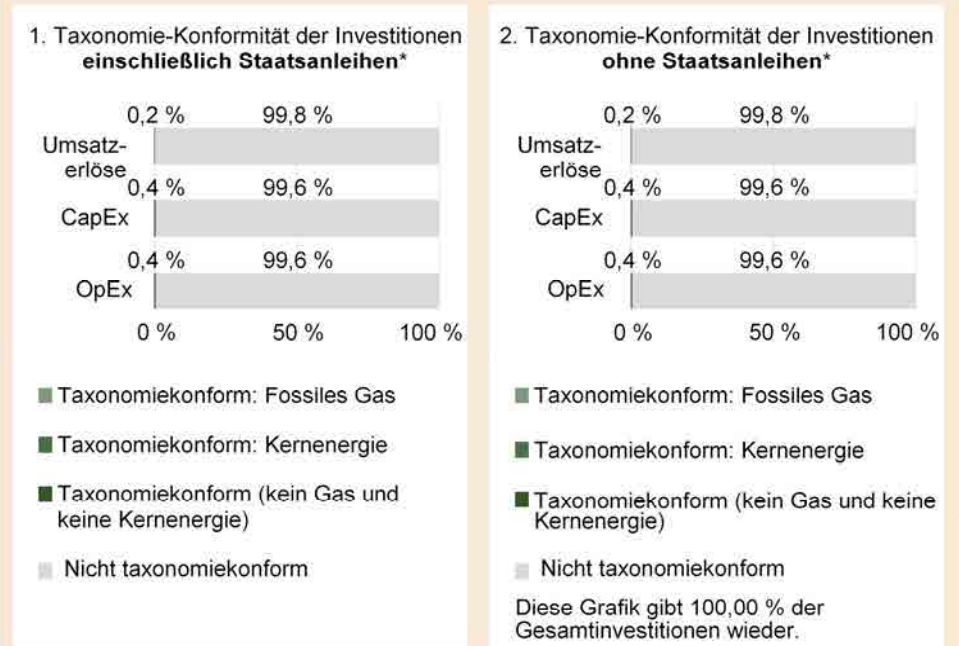 1. Taxonomie-Konformität der Investitionen
einschließlich Staatsanleihen*
0,2 % 99,8 %
Umsatz-
erlöse
0,4 % 99,6 %
CapEx
0,4 % 99,6 %
OpEx
0 % 50 % 100 %
Taxonomiekonform: Fossiles Gas
Taxonomiekonform: Kernenergie
Taxonomiekonform (kein Gas und
keine Kernenergie)
Nicht taxonomiekonform
2. Taxonomie-Konformität der Investitionen
ohne Staatsanleihen*
0,2 % 99,8 %
Umsatz-
erlöse
0,4 % 99,6 %
CapEx
0,4 % 99,6 %
OpEx
0 % 50 % 100 %
Taxonomiekonform: Fossiles Gas
Taxonomiekonform: Kernenergie
Taxonomiekonform (kein Gas und keine
Kernenergie)
Nicht taxonomiekonform
Diese Grafik gibt 100,00 % der
Gesamtinvestitionen wieder.